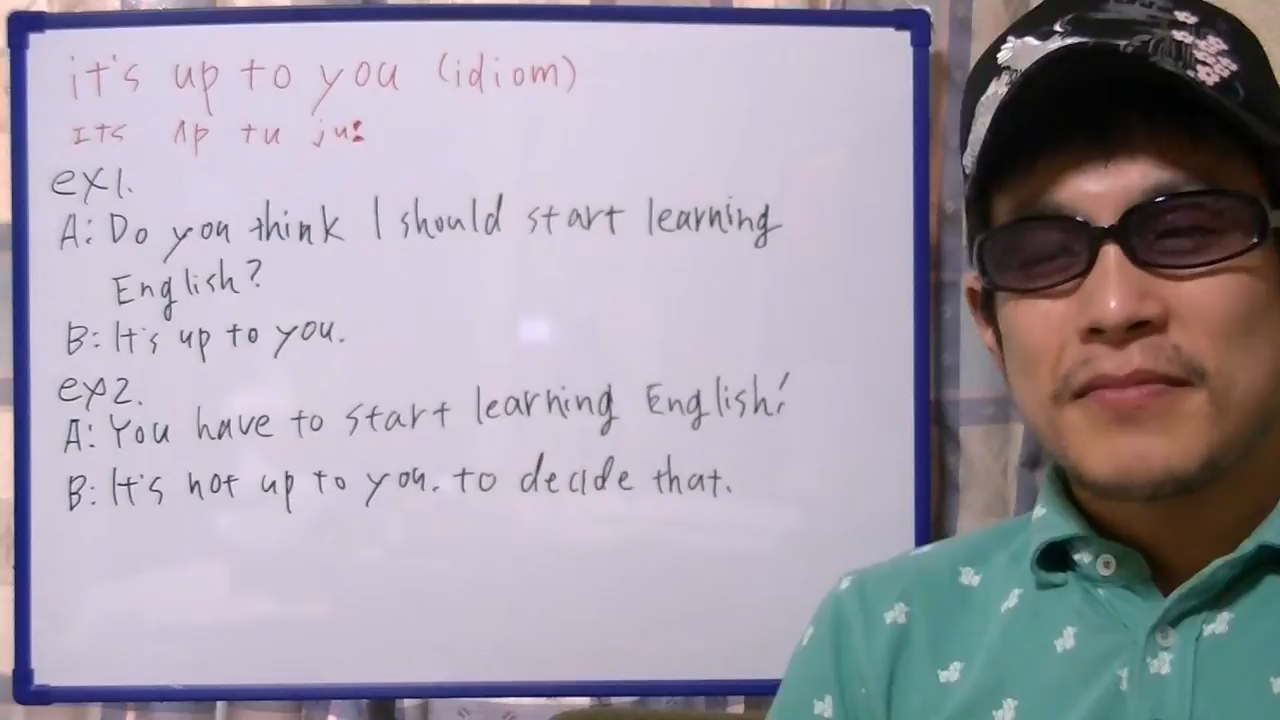 it's up to you (idiom)
ɪts ʌp tu ju:
ex1.
A: Do you think I should start learning
English?
B: It's up to you.
ex2.
A: You have to start learning English!
B: It's not up to you. to decide that.